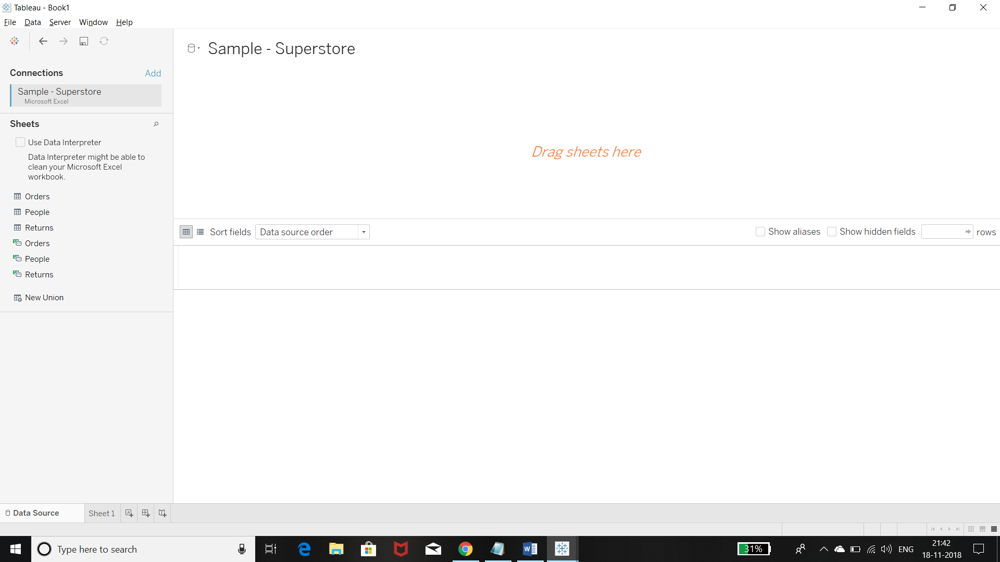 Tableau - Book1
File Data Server Window Help
Sample - Superstore
Connections Add
Sample - Superstore
Microsoft Excel
Sheets
Use Data Interpreter
Data Interpreter might be able to
clean your Microsoft Excel
workbook.
Orders
People
Returns
Orders
People
Returns
New Union
Drag sheets here
Sort fields Data source order Show aliases Show hidden fields rows
Data Source Sheet 1
Type here to search 31% ENG 21:42
18-11-2018